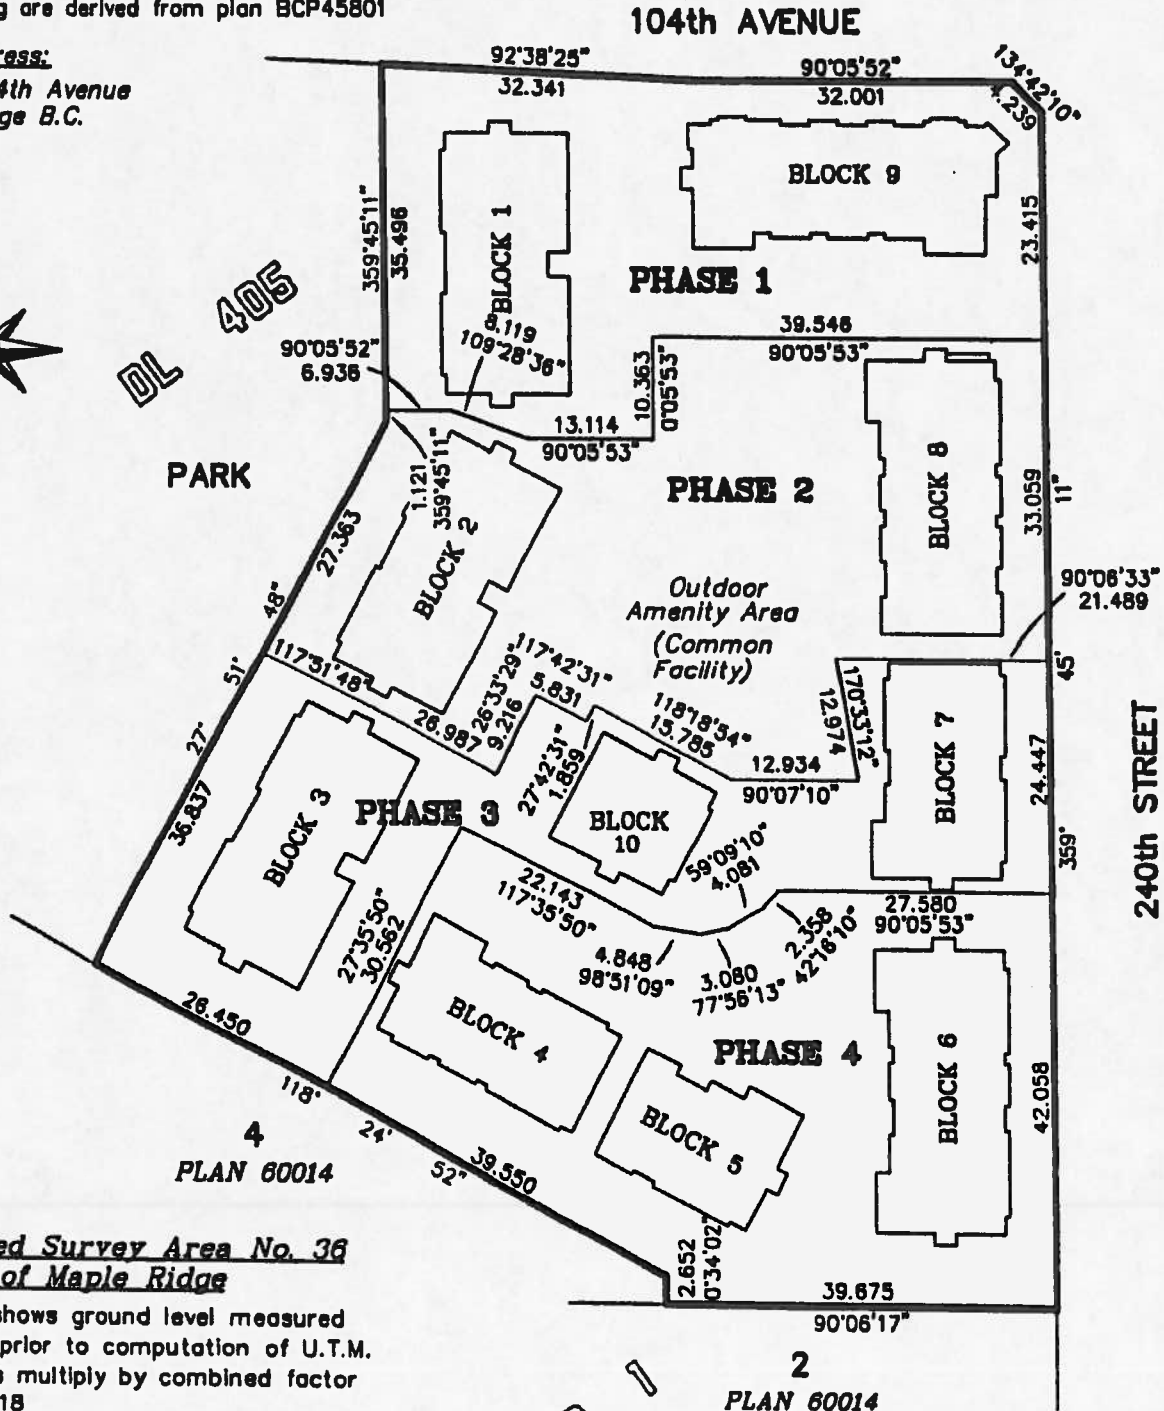 g are derived from plan BCP45801
ress:
4th Avenue
ge B.C.
104th AVENUE
92°38'25"
32.341
90°05'52"
32.001
134°42'10"
4.239
BLOCK 1
BLOCK 9
359°45'11"
35.496
23.415
PHASE 1
DL 405
8.119
109°28'36"
90°05'52"
6.936
39.546
90°05'53"
10.363
0°05'53"
13.114
90°05'53"
PARK
1.121
359°45'11"
BLOCK 2
PHASE 2
BLOCK 8
33.059
11"
27.363
48"
Outdoor
Amenity Area
(Common
Facility)
90°06'33"
21.489
117°51'48"
26.987
26°33'29"
9.216
117°42'31"
5.831
118°18'54"
15.785
170°33'12"
12.974
45'
51'
27'
27°42'31"
1.859
12.934
90°07'10"
BLOCK 7
24.447
240th STREET
36.837
BLOCK 3
PHASE 3
BLOCK
10
359°
59°09'10"
4.081
22.143
117°35'50"
27.580
90°05'53"
27°35'50"
30.562
4.848
98°51'09"
3.080
77°56'13"
2.358
42°16'10"
26.450
BLOCK 4
PHASE 4
BLOCK 6
42.058
118°
24'
52"
39.550
BLOCK 5
4
PLAN 60014
2.652
0°34'02"
39.675
90°06'17"
ed Survey Area No. 36
of Maple Ridge
shows ground level measured
prior to computation of U.T.M.
s multiply by combined factor
18
1
2
PLAN 60014